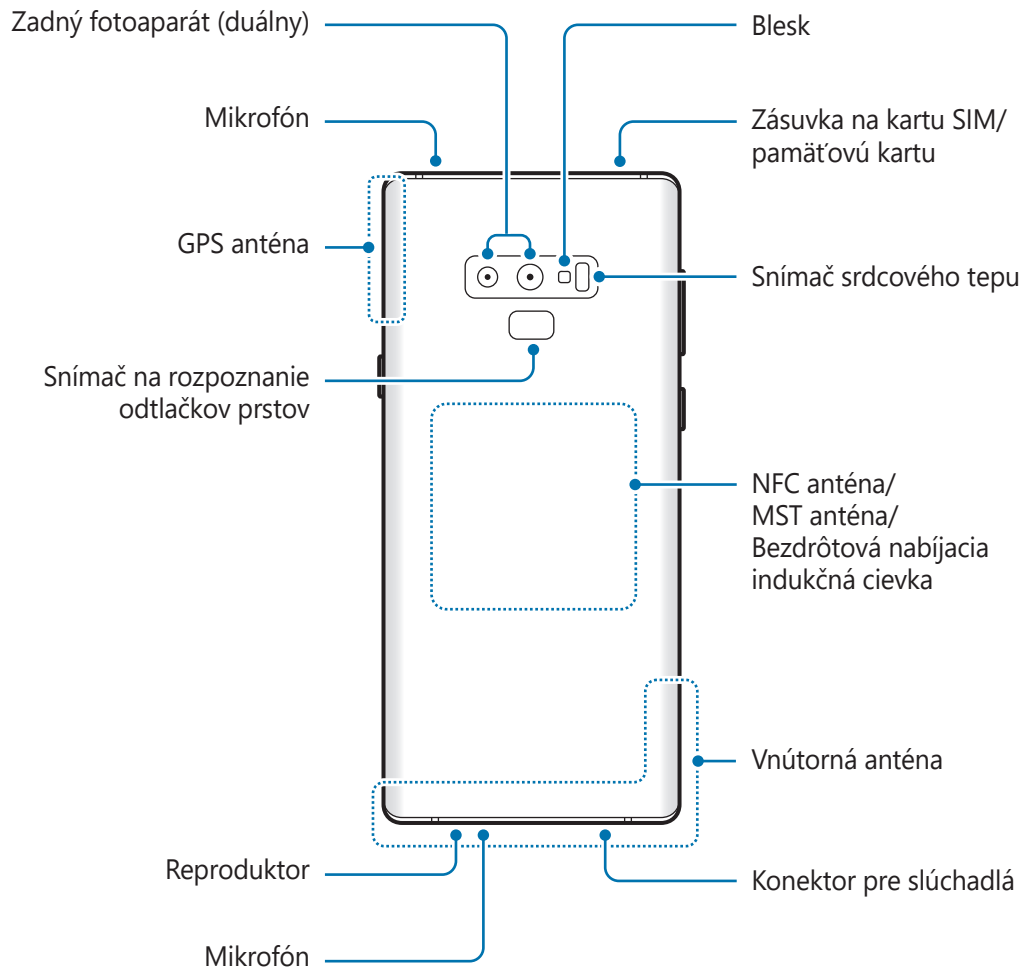 Zadný fotoaparát (duálny)
Blesk
Mikrofón
Zásuvka na kartu SIM/
pamäťovú kartu
GPS anténa
Snímač srdcového tepu
Snímač na rozpoznanie
odtlačkov prstov
NFC anténa/
MST anténa/
Bezdrôtová nabíjacia
indukčná cievka
Vnútorná anténa
Reproduktor
Konektor pre slúchadlá
Mikrofón